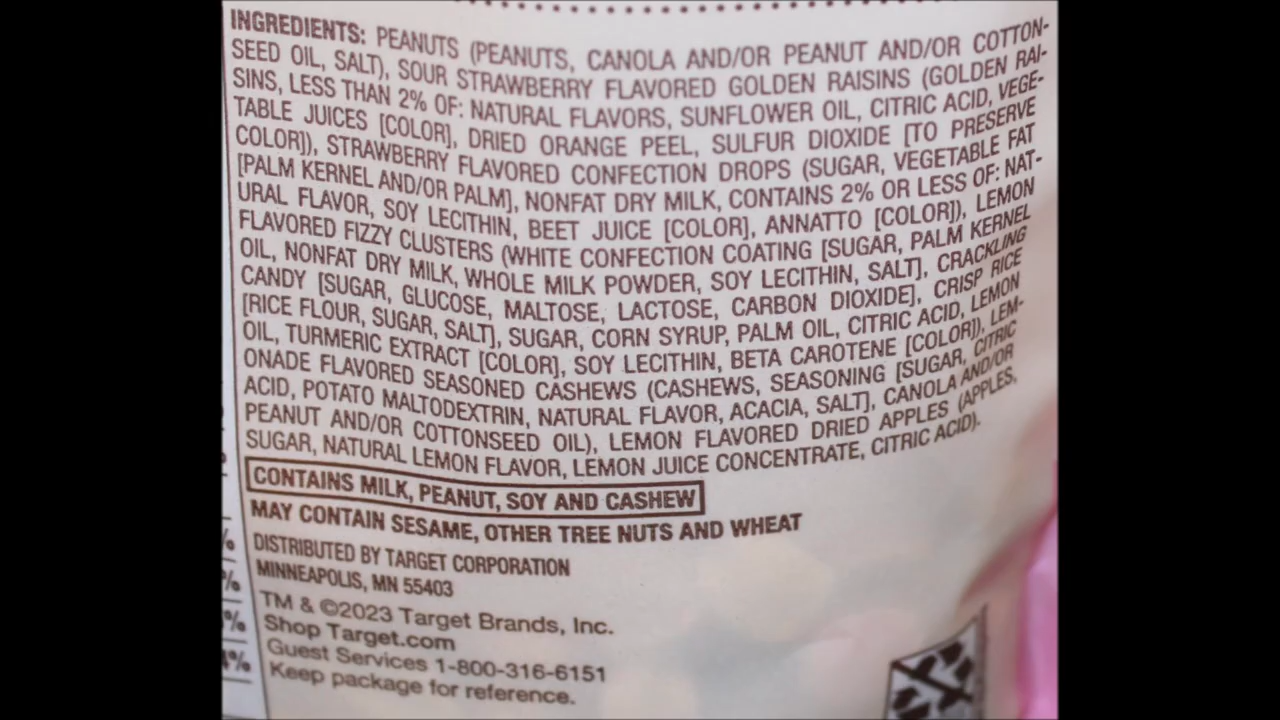 INGREDIENTS: PEANUTS (PEANUTS, CANOLA AND/OR PEANUT AND/OR COTTON-
SEED OIL, SALT), SOUR STRAWBERRY FLAVORED GOLDEN RAISINS (GOLDEN RAI-
SINS, LESS THAN 2% OF: NATURAL FLAVORS, SUNFLOWER OIL, CITRIC ACID, VEGE-
TABLE JUICES [COLOR], DRIED ORANGE PEEL, SULFUR DIOXIDE [TO PRESERVE
COLOR]), STRAWBERRY FLAVORED CONFECTION DROPS (SUGAR, VEGETABLE FAT
[PALM KERNEL AND/OR PALM], NONFAT DRY MILK, CONTAINS 2% OR LESS OF: NAT-
URAL FLAVOR, SOY LECITHIN, BEET JUICE [COLOR], ANNATTO [COLOR]), LEMON
FLAVORED FIZZY CLUSTERS (WHITE CONFECTION COATING [SUGAR, PALM KERNEL
OIL, NONFAT DRY MILK, WHOLE MILK POWDER, SOY LECITHIN, SALT], CRACKLING
CANDY [SUGAR, GLUCOSE, MALTOSE, LACTOSE, CARBON DIOXIDE], CRISP RICE
[RICE FLOUR, SUGAR, SALT], SUGAR, CORN SYRUP, PALM OIL, CITRIC ACID, LEMON
OIL, TURMERIC EXTRACT [COLOR], SOY LECITHIN, BETA CAROTENE [COLOR]), LEM-
ONADE FLAVORED SEASONED CASHEWS (CASHEWS, SEASONING [SUGAR, CITRIC
ACID, POTATO MALTODEXTRIN, NATURAL FLAVOR, ACACIA, SALT], CANOLA AND/OR
PEANUT AND/OR COTTONSEED OIL), LEMON FLAVORED DRIED APPLES (APPLES,
SUGAR, NATURAL LEMON FLAVOR, LEMON JUICE CONCENTRATE, CITRIC ACID).
CONTAINS MILK, PEANUT, SOY AND CASHEW
MAY CONTAIN SESAME, OTHER TREE NUTS AND WHEAT
DISTRIBUTED BY TARGET CORPORATION
MINNEAPOLIS, MN 55403
TM & ©2023 Target Brands, Inc.
Shop Target.com
Guest Services 1-800-316-6151
Keep package for reference.
%
%
%
%